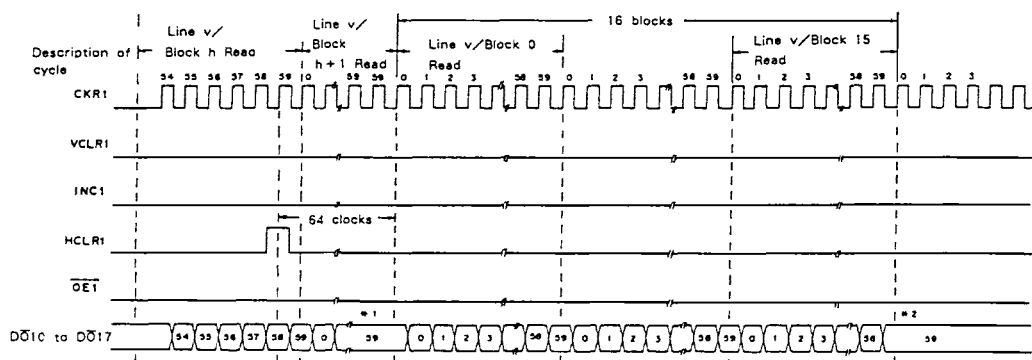 16 blocks
Line v/
Block h Read
Line v/
Block
h+1 Read
Line v/Block 0
Read
Line v/Block 15
Read
Description of
cycle
54 55 56 57 58 59 0 59 59 0 1 2 3 58 59 0 1 2 3 58 59 0 1 2 3 58 59 0 1 2 3
CKR1
VCLR1
INC1
64 clocks
HCLR1
OE1
*1 *2
DO10 to DO17 54 55 56 57 58 59 0 59 0 1 2 3 58 59 0 1 2 3 58 59 0 1 2 3 58 59